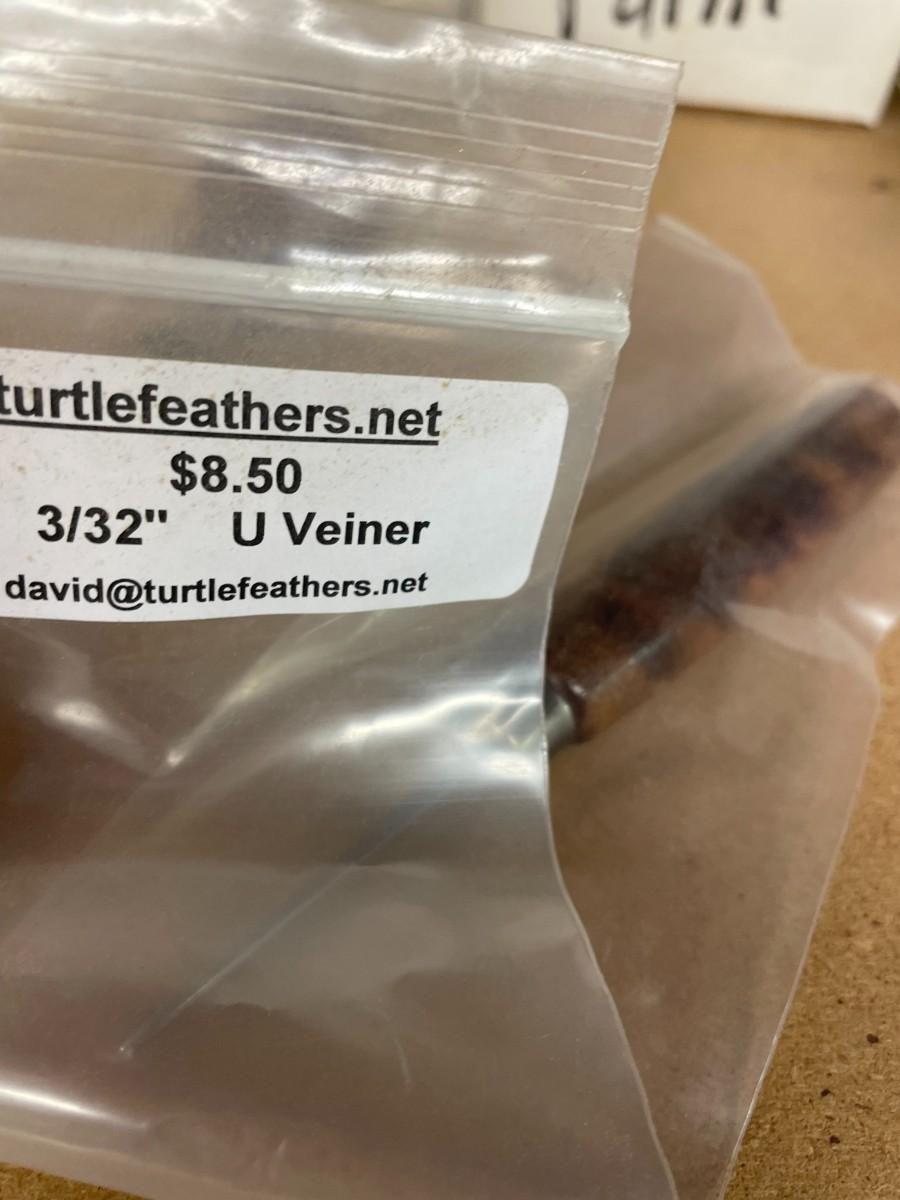 turtlefeathers.net
$8.50
3/32" U Veiner
david@turtlefeathers.net